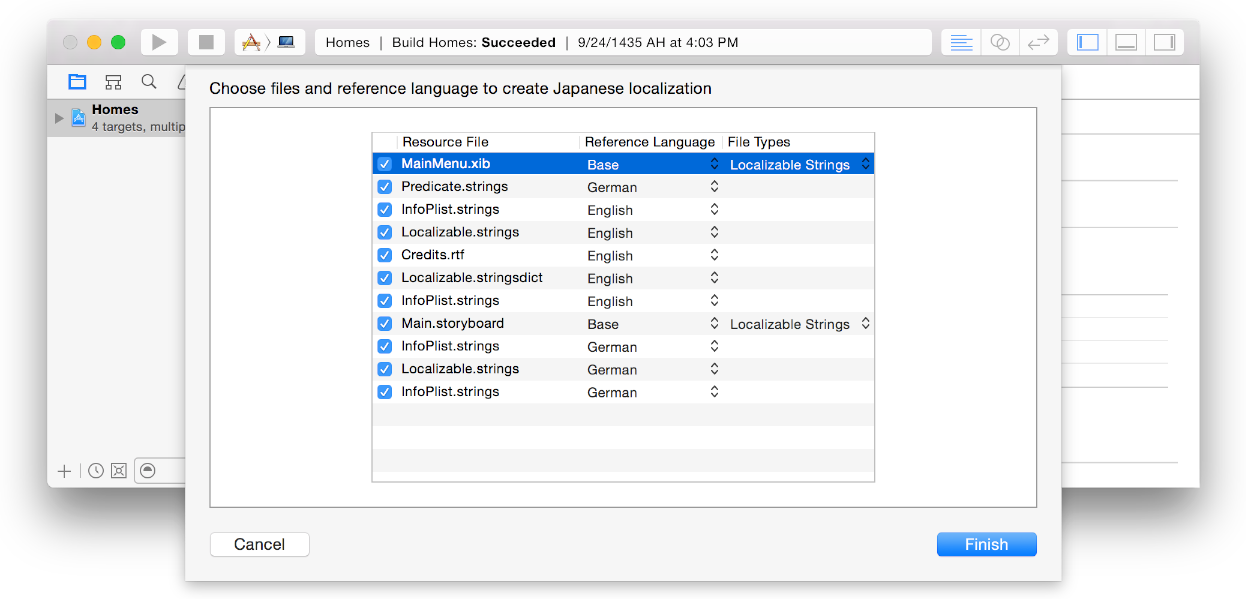 Homes | Build Homes: Succeeded | 9/24/1435 AH at 4:03 PM
Homes
4 targets, multip
Choose files and reference language to create Japanese localization
Resource File Reference Language File Types
MainMenu.xib Base Localizable Strings
Predicate.strings German
InfoPlist.strings English
Localizable.strings English
Credits.rtf English
Localizable.stringsdict English
InfoPlist.strings English
Main.storyboard Base Localizable Strings
InfoPlist.strings German
Localizable.strings German
InfoPlist.strings German
Cancel Finish